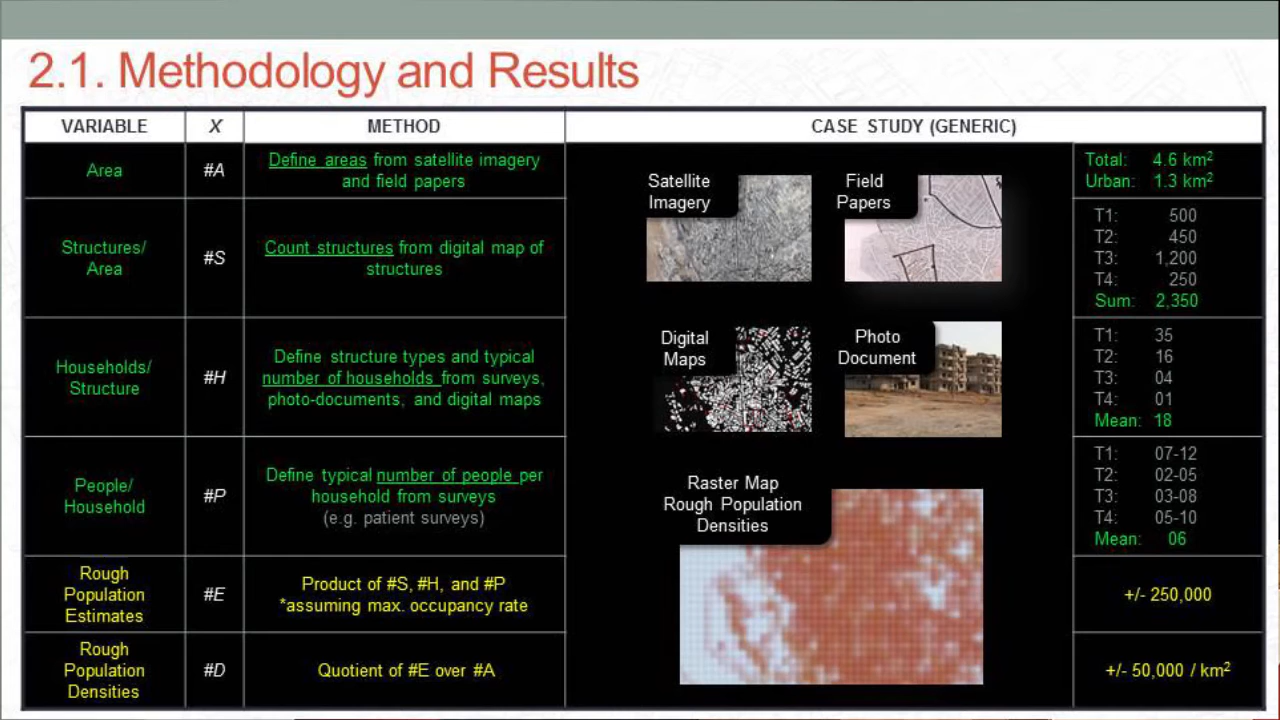 2.1. Methodology and Results
VARIABLE X METHOD CASE STUDY (GENERIC)
Area #A Define areas from satellite imagery
and field papers
Satellite
Imagery
Field
Papers
Total: 4.6 km²
Urban: 1.3 km²
Structures/
Area
#S
Count structures from digital map of
structures
T1: 500
T2: 450
T3: 1,200
T4: 250
Sum: 2,350
Households/
Structure
#H
Define structure types and typical
number of households from surveys,
photo-documents, and digital maps
Digital
Maps
Photo
Document
T1: 35
T2: 16
T3: 04
T4: 01
Mean: 18
People/
Household
#P
Define typical number of people per
household from surveys
(e.g. patient surveys)
Raster Map
Rough Population
Densities
T1: 07-12
T2: 02-05
T3: 03-08
T4: 05-10
Mean: 06
Rough
Population
Estimates
#E
Product of #S, #H, and #P
*assuming max. occupancy rate
+/- 250,000
Rough
Population
Densities
#D
Quotient of #E over #A
+/- 50,000 / km²